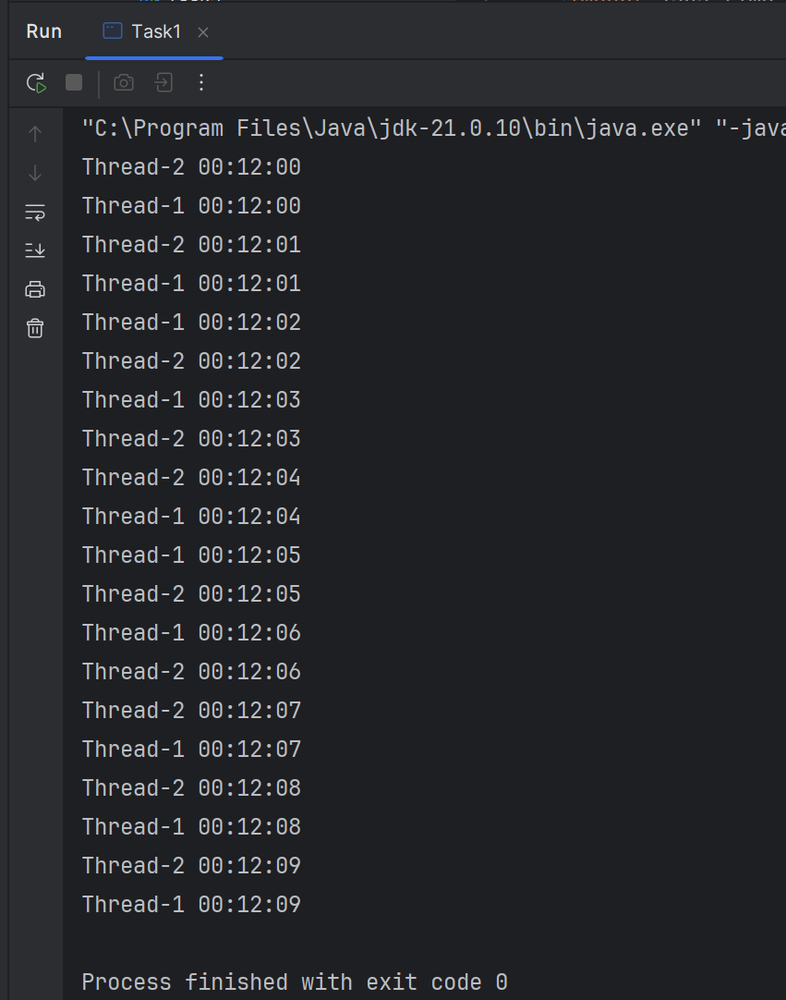 Run
Task1
"C:\Program Files\Java\jdk-21.0.10\bin\java.exe" "-java
Thread-2 00:12:00
Thread-1 00:12:00
Thread-2 00:12:01
Thread-1 00:12:01
Thread-1 00:12:02
Thread-2 00:12:02
Thread-1 00:12:03
Thread-2 00:12:03
Thread-2 00:12:04
Thread-1 00:12:04
Thread-1 00:12:05
Thread-2 00:12:05
Thread-1 00:12:06
Thread-2 00:12:06
Thread-2 00:12:07
Thread-1 00:12:07
Thread-2 00:12:08
Thread-1 00:12:08
Thread-2 00:12:09
Thread-1 00:12:09
Process finished with exit code 0